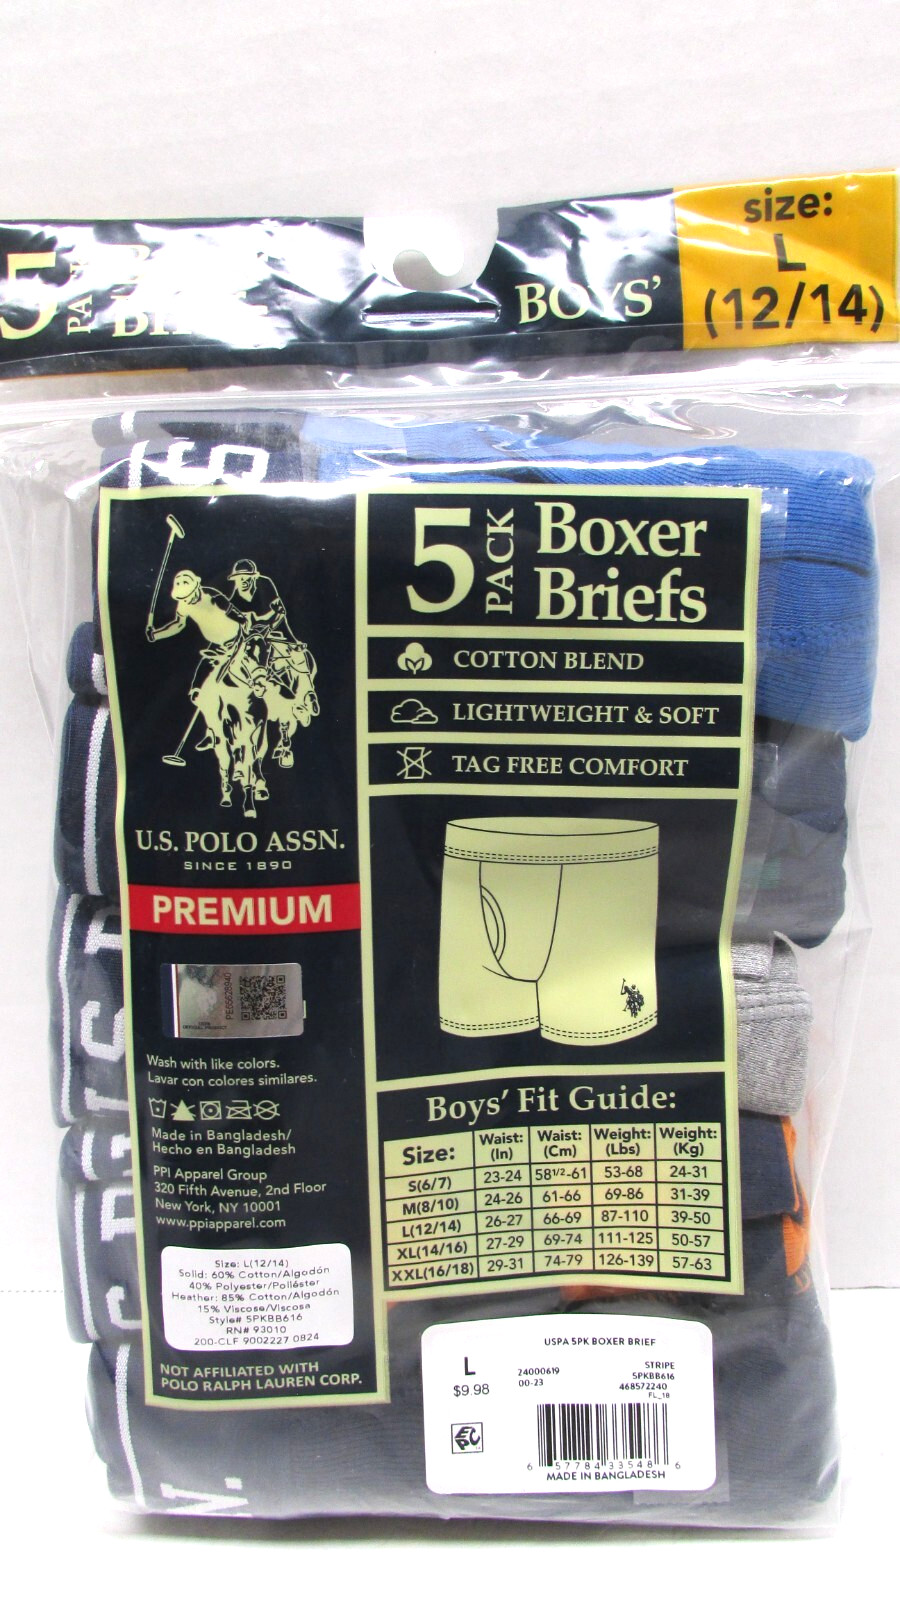 5
PACK
BOYS'
size:
L
(12/14)
5 PACK
Boxer
Briefs
COTTON BLEND
LIGHTWEIGHT & SOFT
TAG FREE COMFORT
U.S. POLO ASSN.
SINCE 1890
PREMIUM
Wash with like colors.
Lavar con colores similares.
Made in Bangladesh/
Hecho en Bangladesh
PPI Apparel Group
320 Fifth Avenue, 2nd Floor
New York, NY 10001
www.ppiapparel.com
Size: L(12/14)
Solid: 60% Cotton/Algodón
40% Polyester/Poliéster
Heather: 85% Cotton/Algodón
15% Viscose/Viscosa
Style# 5PKBB616
RN# 93010
200-CLF 9002227 0824
NOT AFFILIATED WITH
POLO RALPH LAUREN CORP.
Boys' Fit Guide:
Size: Waist: (In) Waist: (Cm) Weight: (Lbs) Weight: (Kg)
S(6/7) 23-24 58 1/2-61 53-68 24-31
M(8/10) 24-26 61-66 69-86 31-39
L(12/14) 26-27 66-69 87-110 39-50
XL(14/16) 27-29 69-74 111-125 50-57
XXL(16/18) 29-31 74-79 126-139 57-63
USPA 5PK BOXER BRIEF
L
$9.98
24000619
00-23
STRIPE
5PKBB616
468572240
FL_18
EPC
6 57784 33548 6
MADE IN BANGLADESH